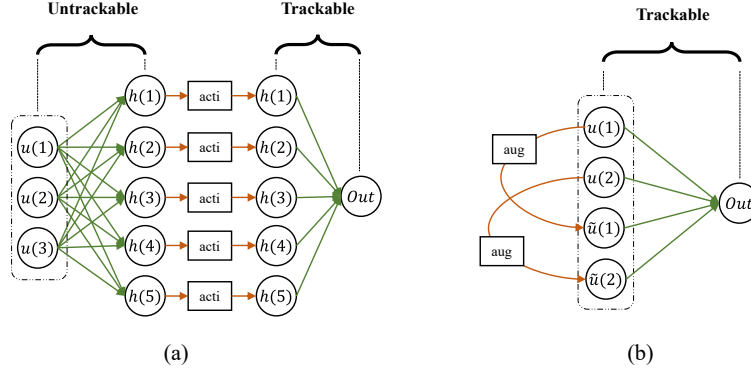 Untrackable
Trackable
h(1) acti h(1)
u(1) h(2) acti h(2)
u(2) h(3) acti h(3) Out
u(3) h(4) acti h(4)
h(5) acti h(5)
(a)
Trackable
u(1)
aug
u(2)
Out
ũ(1)
aug
ũ(2)
(b)